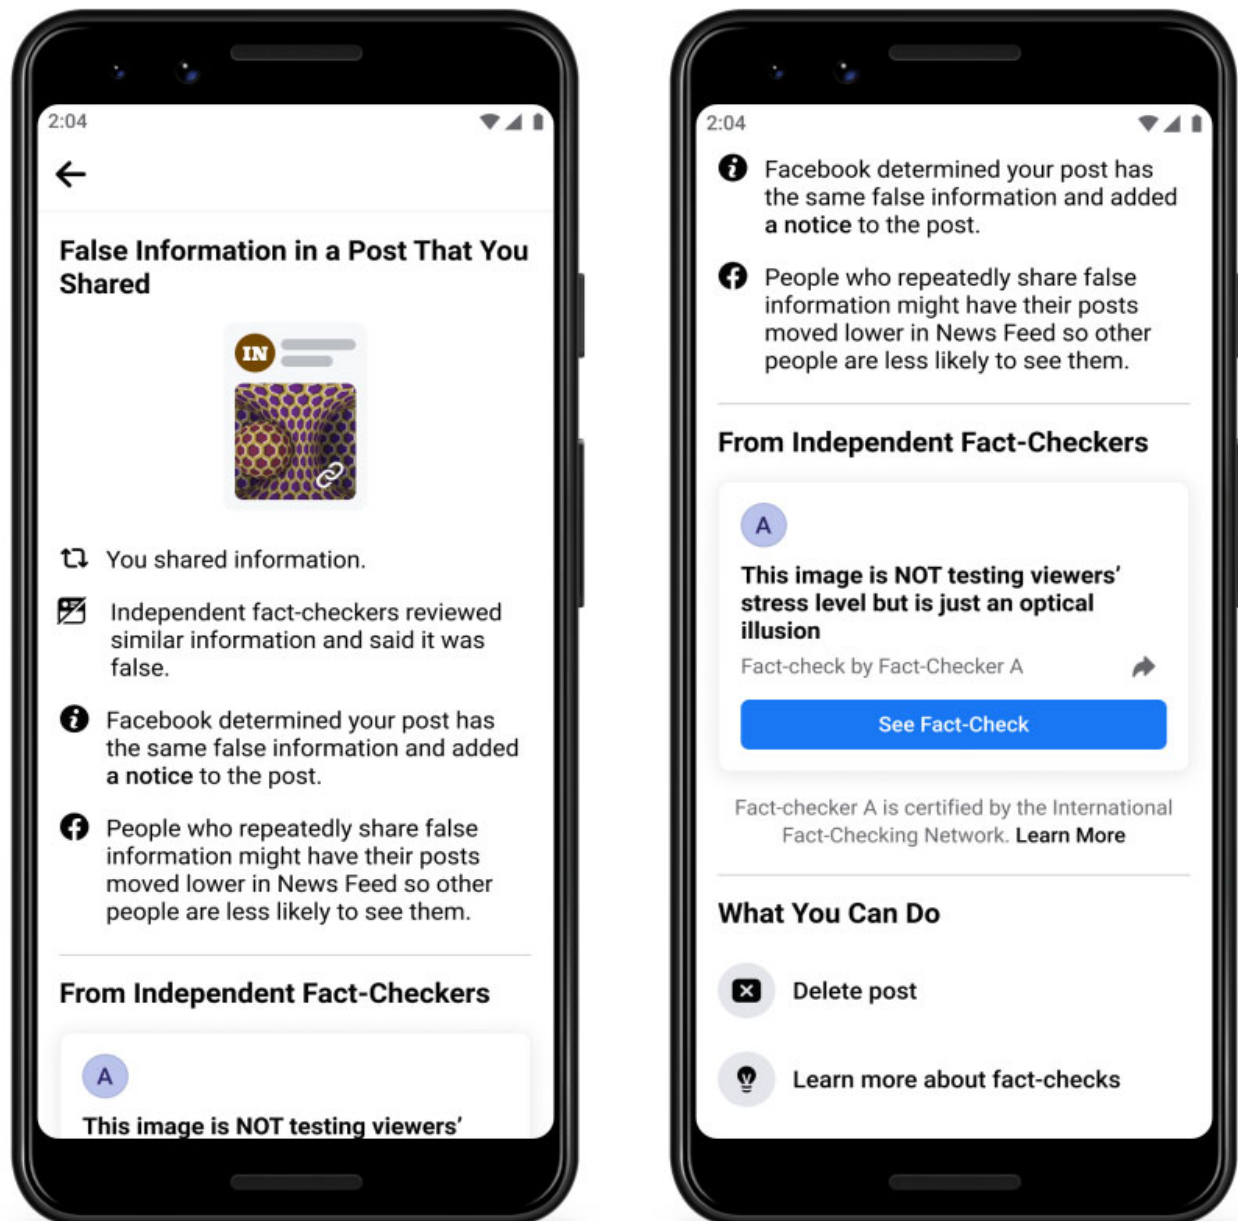 2:04
False Information in a Post That You
Shared
IN
You shared information.
Independent fact-checkers reviewed
similar information and said it was
false.
Facebook determined your post has
the same false information and added
a notice to the post.
People who repeatedly share false
information might have their posts
moved lower in News Feed so other
people are less likely to see them.
From Independent Fact-Checkers
A
This image is NOT testing viewers’
2:04
Facebook determined your post has
the same false information and added
a notice to the post.
People who repeatedly share false
information might have their posts
moved lower in News Feed so other
people are less likely to see them.
From Independent Fact-Checkers
A
This image is NOT testing viewers’
stress level but is just an optical
illusion
Fact-check by Fact-Checker A
See Fact-Check
Fact-checker A is certified by the International
Fact-Checking Network. Learn More
What You Can Do
Delete post
Learn more about fact-checks